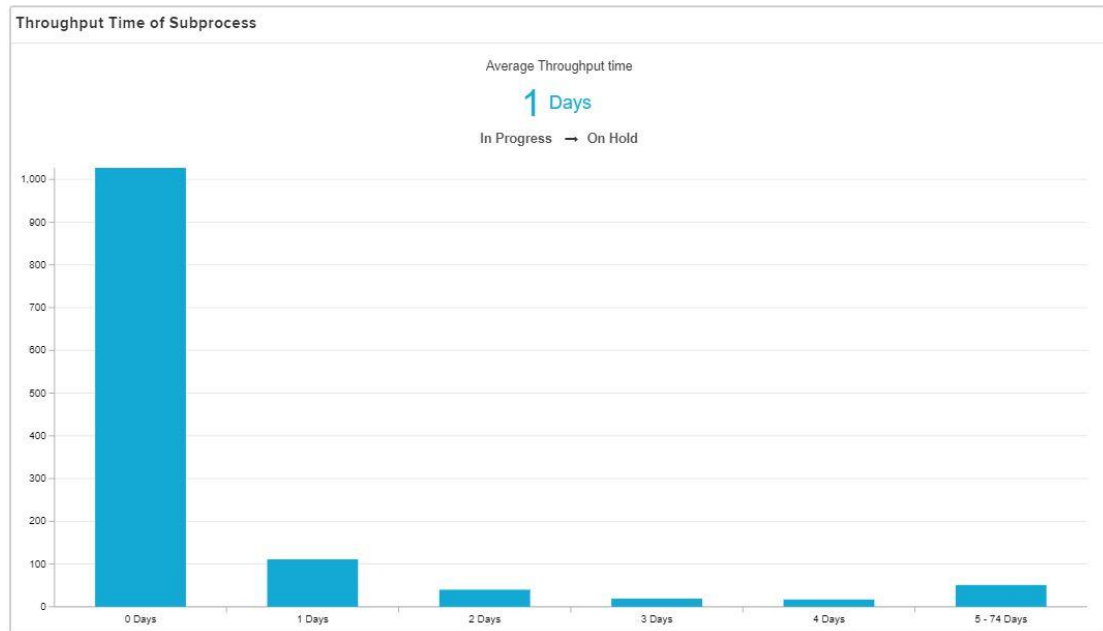 Throughput Time of Subprocess
Average Throughput time
1 Days
In Progress → On Hold
1,000
900
800
700
600
500
400
300
200
100
0
0 Days 1 Days 2 Days 3 Days 4 Days 5 - 74 Days